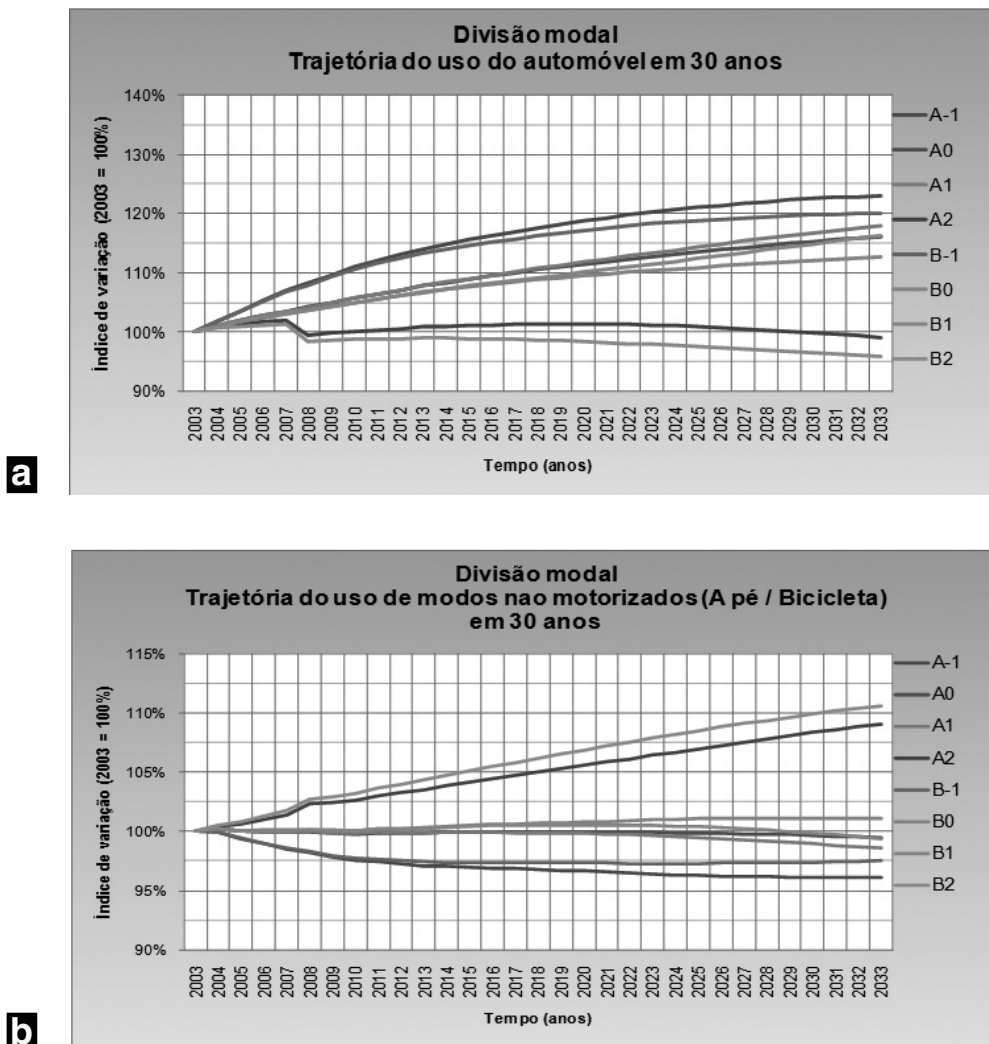 Divisão modal
Trajetória do uso do automóvel em 30 anos
Índice de variação (2003 = 100%)
140%
130%
120%
110%
100%
90%
2003 2004 2005 2006 2007 2008 2009 2010 2011 2012 2013 2014 2015 2016 2017 2018 2019 2020 2021 2022 2023 2024 2025 2026 2027 2028 2029 2030 2031 2032 2033
Tempo (anos)
A-1
A0
A1
A2
B-1
B0
B1
B2
a
Divisão modal
Trajetória do uso de modos nao motorizados (A pé / Bicicleta)
em 30 anos
Índice de variação (2003 = 100%)
115%
110%
105%
100%
95%
90%
2003 2004 2005 2006 2007 2008 2009 2010 2011 2012 2013 2014 2015 2016 2017 2018 2019 2020 2021 2022 2023 2024 2025 2026 2027 2028 2029 2030 2031 2032 2033
Tempo (anos)
A-1
A0
A1
A2
B-1
B0
B1
B2
b